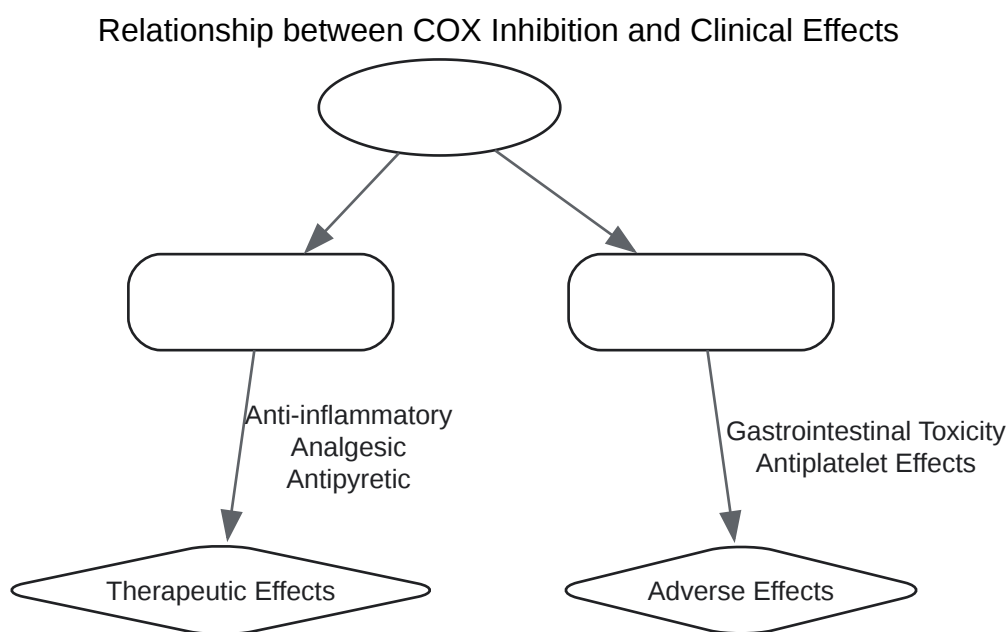 Relationship between COX Inhibition and Clinical Effects
Anti-inflammatory
Analgesic
Antipyretic
Gastrointestinal Toxicity
Antiplatelet Effects
Therapeutic Effects
Adverse Effects